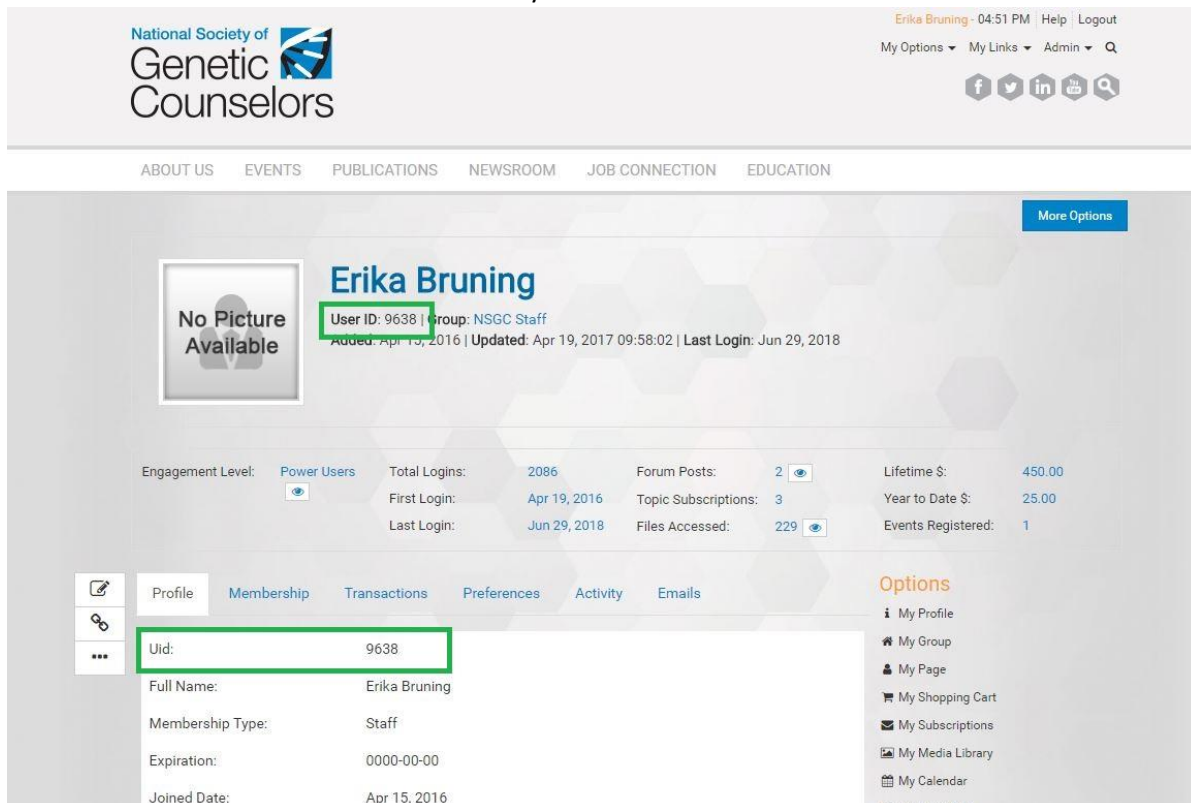 Erika Bruning - 04:51 PM Help Logout
National Society of
Genetic
Counselors
My Options My Links Admin
ABOUT US EVENTS PUBLICATIONS NEWSROOM JOB CONNECTION EDUCATION
More Options
No Picture
Available
Erika Bruning
User ID: 9638 | Group: NSGC Staff
Added: Apr 15, 2016 | Updated: Apr 19, 2017 09:58:02 | Last Login: Jun 29, 2018
Engagement Level: Power Users Total Logins: 2086 Forum Posts: 2 Lifetime $: 450.00
First Login: Apr 19, 2016 Topic Subscriptions: 3 Year to Date $: 25.00
Last Login: Jun 29, 2018 Files Accessed: 229 Events Registered: 1
Profile Membership Transactions Preferences Activity Emails
Uid: 9638
Full Name: Erika Bruning
Membership Type: Staff
Expiration: 0000-00-00
Joined Date: Apr 15, 2016
Options
My Profile
My Group
My Page
My Shopping Cart
My Subscriptions
My Media Library
My Calendar